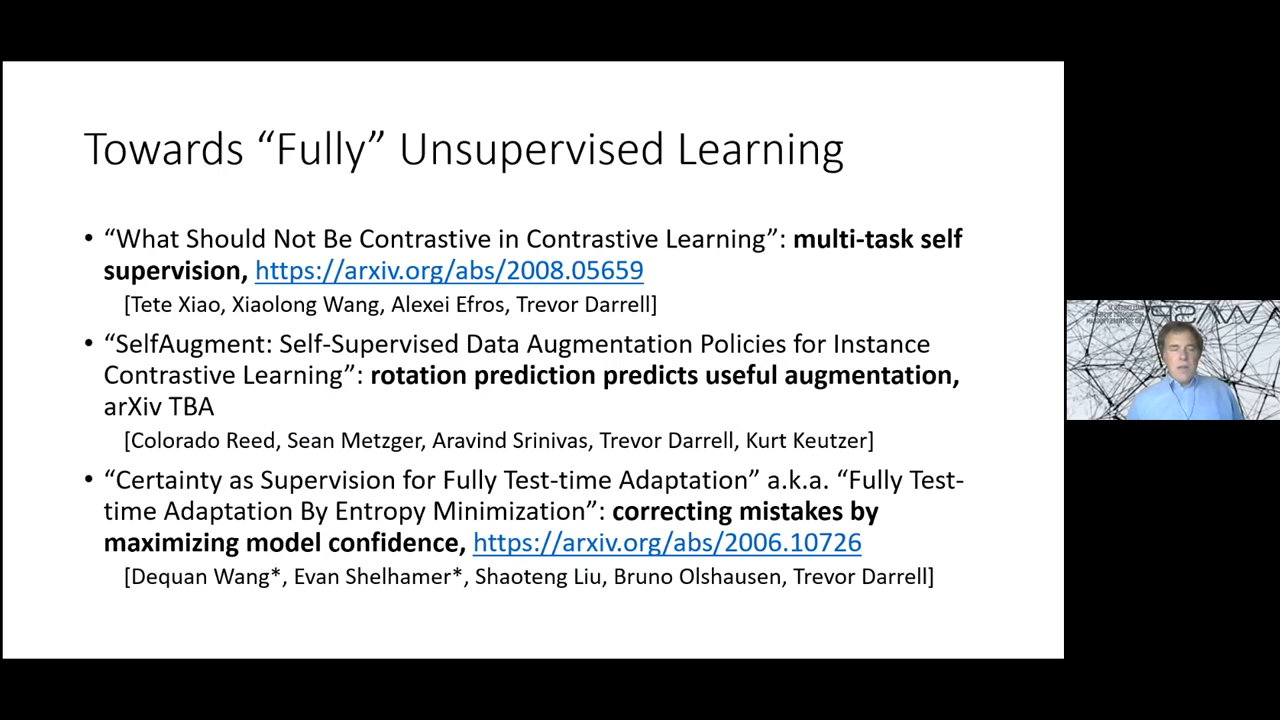 Towards “Fully” Unsupervised Learning
• “What Should Not Be Contrastive in Contrastive Learning”: multi-task self
supervision, https://arxiv.org/abs/2008.05659
[Tete Xiao, Xiaolong Wang, Alexei Efros, Trevor Darrell]
• “SelfAugment: Self-Supervised Data Augmentation Policies for Instance
Contrastive Learning”: rotation prediction predicts useful augmentation,
arXiv TBA
[Colorado Reed, Sean Metzger, Aravind Srinivas, Trevor Darrell, Kurt Keutzer]
• “Certainty as Supervision for Fully Test-time Adaptation” a.k.a. “Fully Test-
time Adaptation By Entropy Minimization”: correcting mistakes by
maximizing model confidence, https://arxiv.org/abs/2006.10726
[Dequan Wang*, Evan Shelhamer*, Shaoteng Liu, Bruno Olshausen, Trevor Darrell]